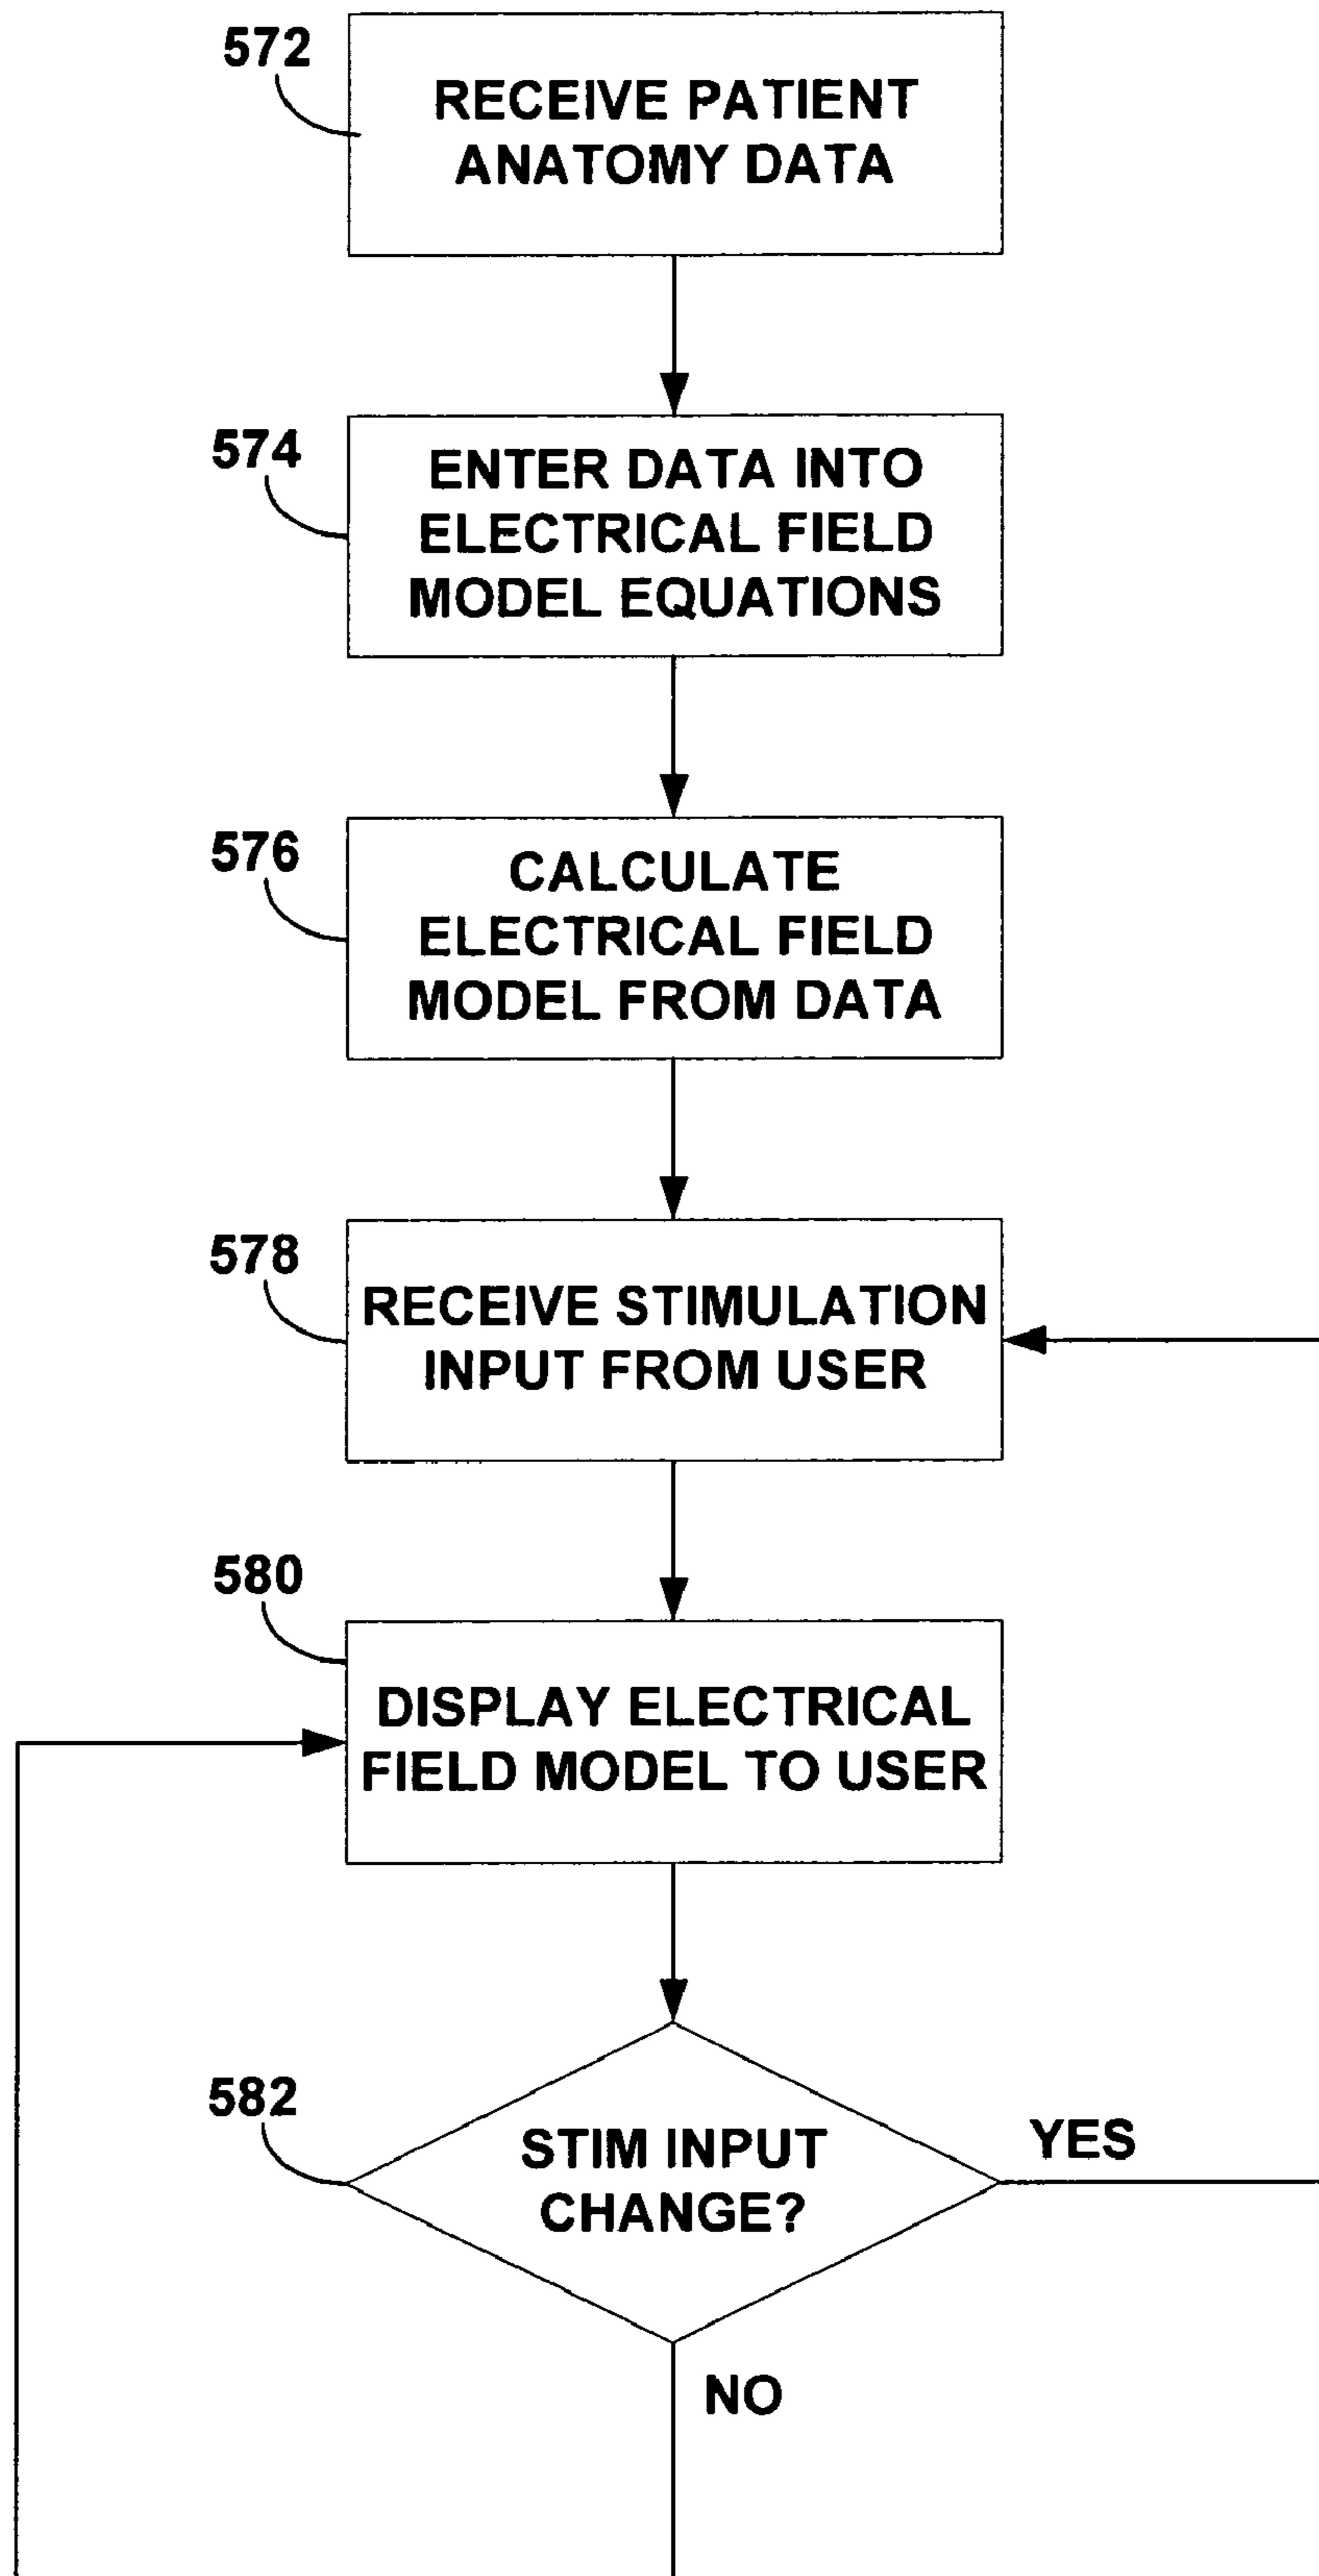 572
RECEIVE PATIENT
ANATOMY DATA
574
ENTER DATA INTO
ELECTRICAL FIELD
MODEL EQUATIONS
576
CALCULATE
ELECTRICAL FIELD
MODEL FROM DATA
578
RECEIVE STIMULATION
INPUT FROM USER
580
DISPLAY ELECTRICAL
FIELD MODEL TO USER
582
STIM INPUT
CHANGE?
YES
NO